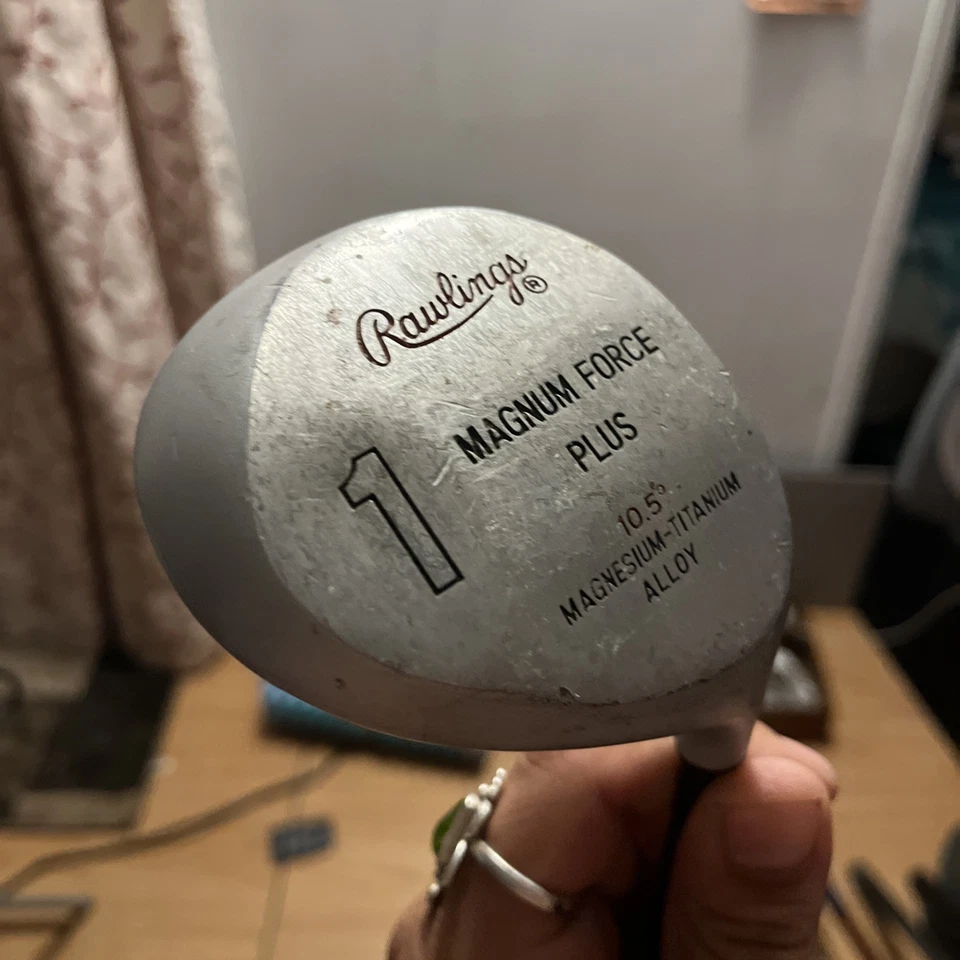 Rawlings®
1
MAGNUM FORCE
PLUS
10.5°
MAGNESIUM-TITANIUM
ALLOY